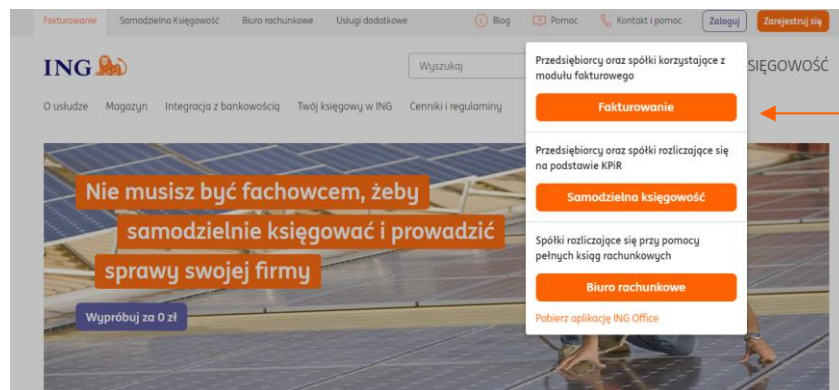 Fakturowanie Samodzielna Księgowość Biuro rachunkowe Usługi dodatkowe Blog Pomoc Kontakt i pomoc Zaloguj Zarejestruj się
ING Wyszukaj SIĘGOWOŚĆ
O usłudze Magazyn Integracja z bankowością Twój księgowy w ING Cenniki i regulaminy
Przedsiębiorcy oraz spółki korzystające z
modułu fakturowego
Fakturowanie
Przedsiębiorcy oraz spółki rozliczające się
na podstawie KPiR
Samodzielna księgowość
Spółki rozliczające się przy pomocy
pełnych ksiąg rachunkowych
Biuro rachunkowe
Pobierz aplikację ING Office
Nie musisz być fachowcem, żeby
samodzielnie księgować i prowadzić
sprawy swojej firmy
Wypróbuj za 0 zł